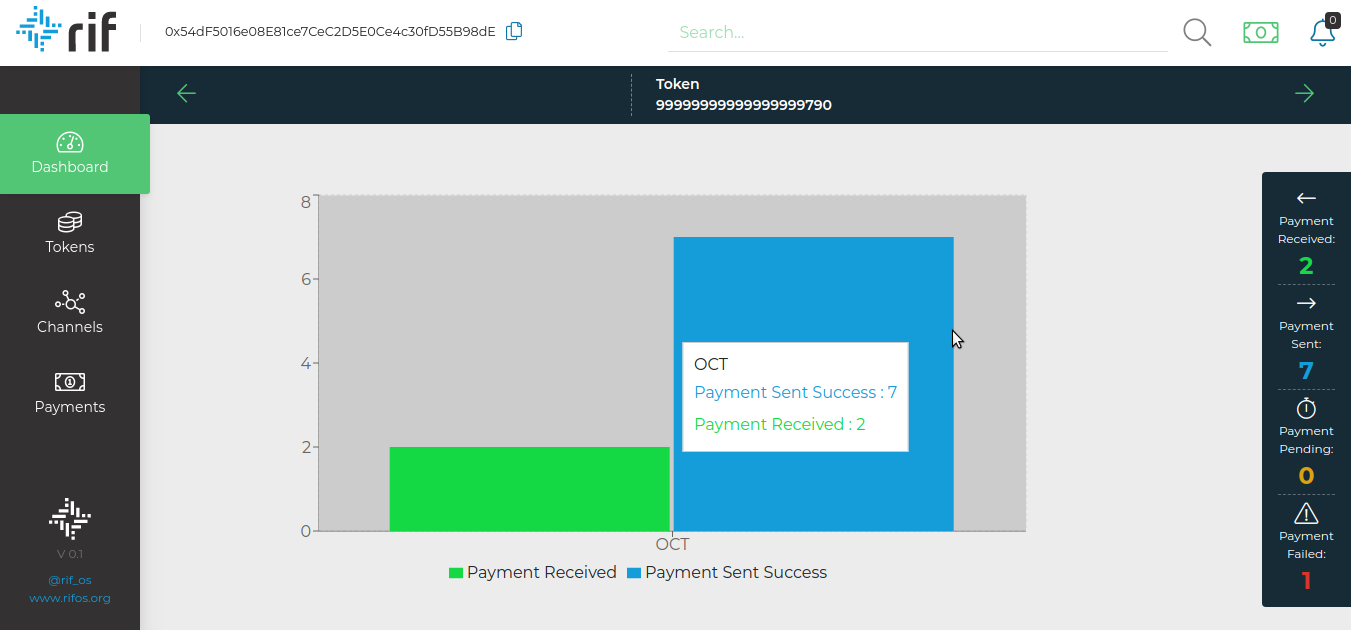 rif
0x54dF5016e08E81ce7CeC2D5E0Ce4c30fD55B98dE
Search...
0
Token
99999999999999999790
Dashboard
Tokens
Channels
Payments
V 0.1
@rif_os
www.rifos.org
8
6
4
2
0
OCT
Payment Sent Success : 7
Payment Received : 2
OCT
Payment Received
Payment Sent Success
Payment
Received:
2
Payment
Sent:
7
Payment
Pending:
0
Payment
Failed:
1